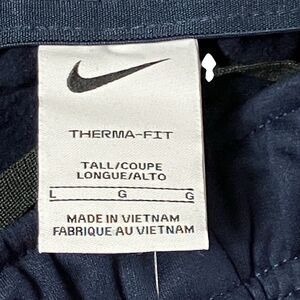 THERMA-FIT
TALL/COUPE
LONGUE/ALTO
L G G
MADE IN VIETNAM
FABRIQUE AU VIETNAM